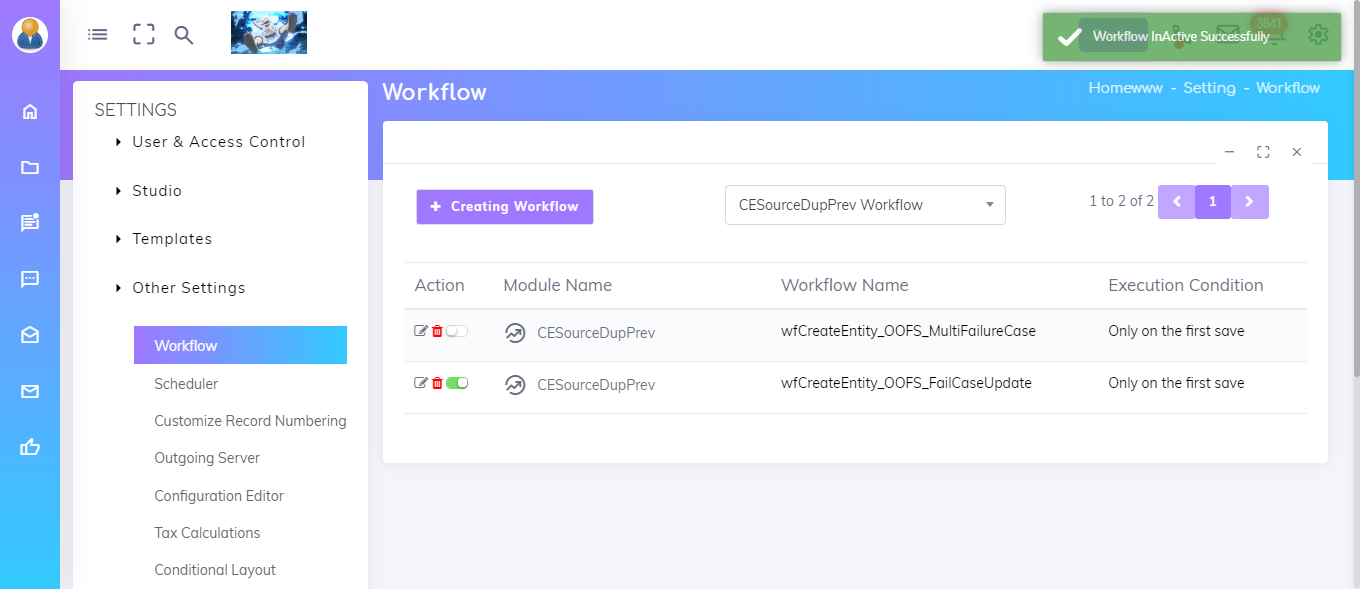 3841
Workflow InActive Successfully
Workflow
Homewww - Setting - Workflow
SETTINGS
User & Access Control
Studio
Templates
Other Settings
Workflow
Scheduler
Customize Record Numbering
Outgoing Server
Configuration Editor
Tax Calculations
Conditional Layout
+ Creating Workflow
CESourceDupPrev Workflow
1 to 2 of 2
1
Action Module Name Workflow Name Execution Condition
CESourceDupPrev wfCreateEntity_OOFS_MultiFailureCase Only on the first save
CESourceDupPrev wfCreateEntity_OOFS_FailCaseUpdate Only on the first save